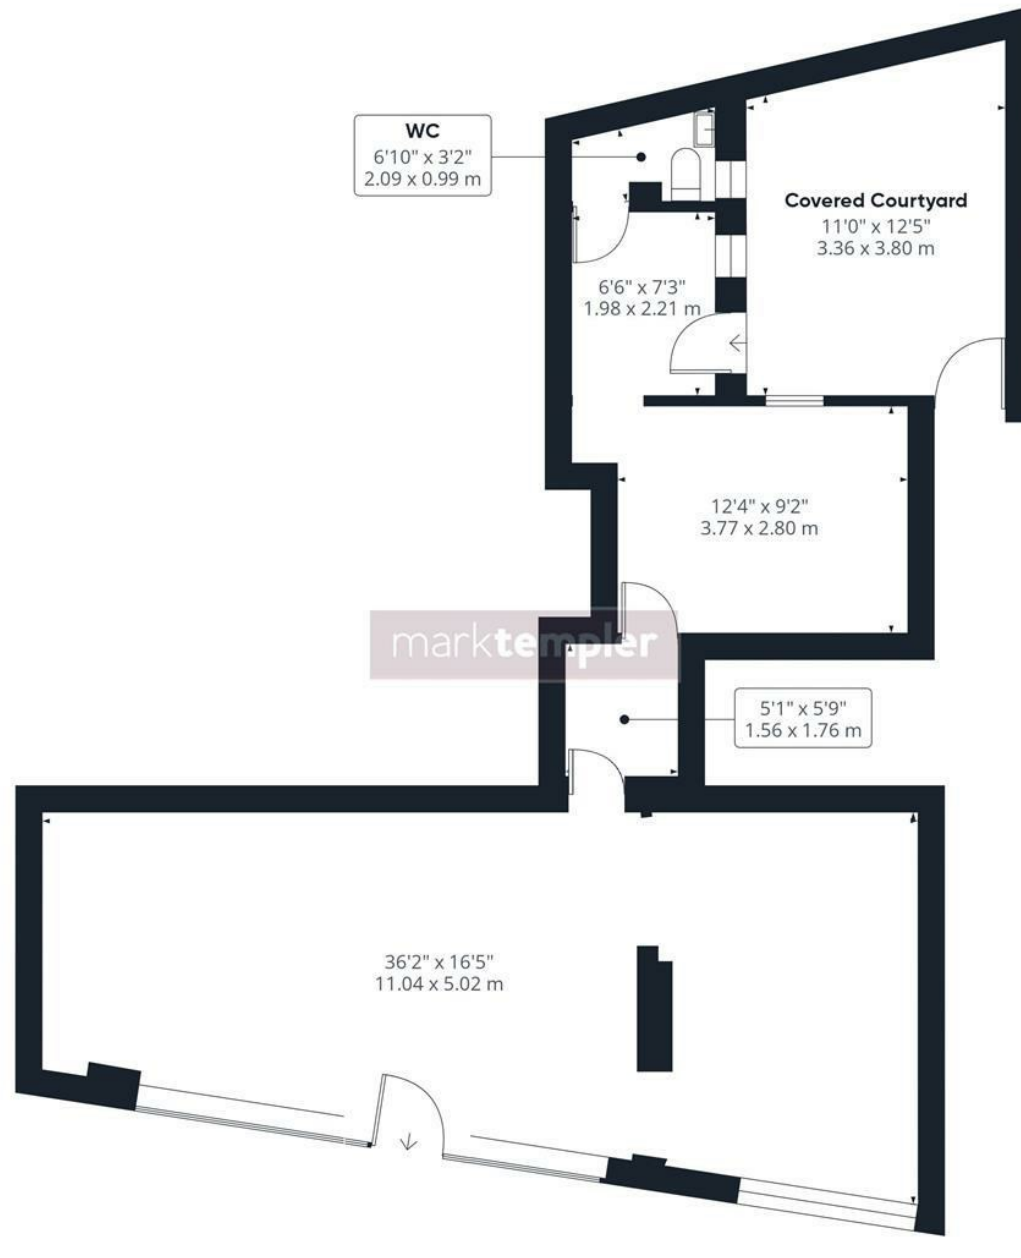 WC
6'10" x 3'2"
2.09 x 0.99 m
Covered Courtyard
11'0" x 12'5"
3.36 x 3.80 m
6'6" x 7'3"
1.98 x 2.21 m
12'4" x 9'2"
3.77 x 2.80 m
marktempler
5'1" x 5'9"
1.56 x 1.76 m
36'2" x 16'5"
11.04 x 5.02 m